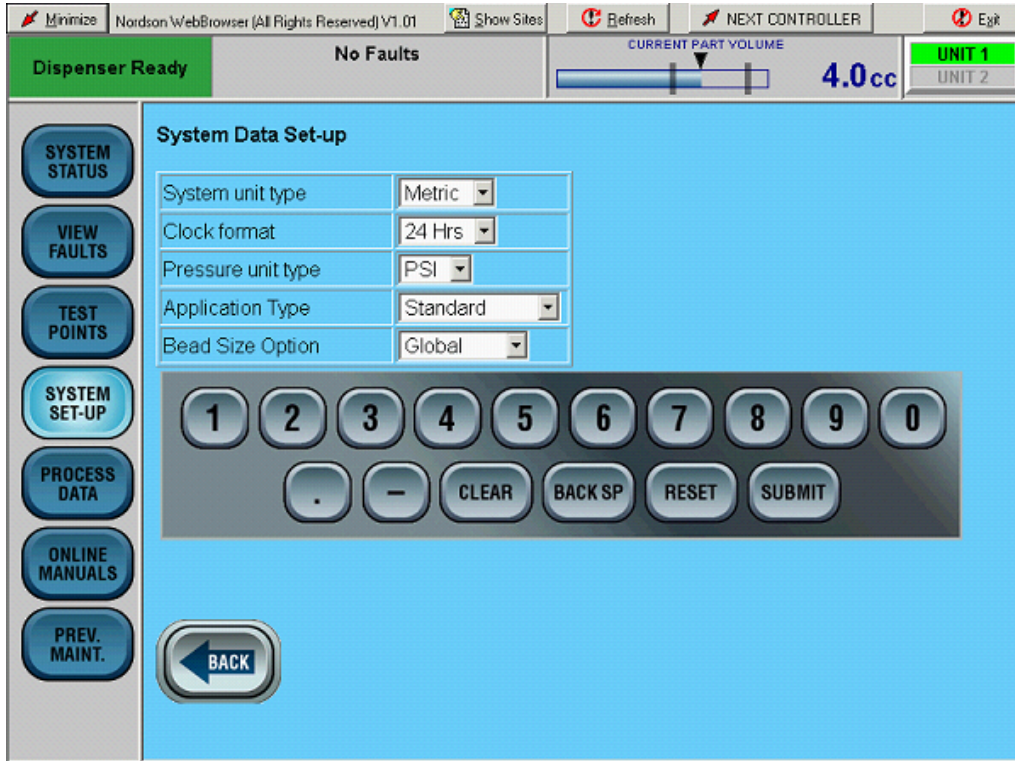 Minimize
Nordson WebBrowser (All Rights Reserved) V1.01
Show Sites
Refresh
NEXT CONTROLLER
Exit
Dispenser Ready
No Faults
CURRENT PART VOLUME
4.0cc
UNIT 1
UNIT 2
SYSTEM
STATUS
VIEW
FAULTS
TEST
POINTS
SYSTEM
SET-UP
PROCESS
DATA
ONLINE
MANUALS
PREV.
MAINT.
System Data Set-up
System unit type Metric
Clock format 24 Hrs
Pressure unit type PSI
Application Type Standard
Bead Size Option Global
1 2 3 4 5 6 7 8 9 0
. – CLEAR BACK SP RESET SUBMIT
BACK